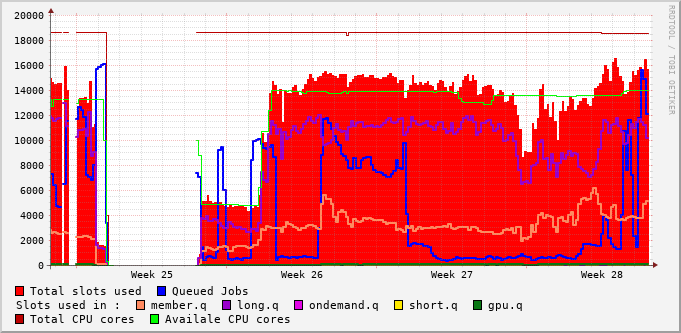 20000
18000
16000
14000
12000
10000
8000
6000
4000
2000
0
RRDTOOL / TOBI OETIKER
Week 25 Week 26 Week 27 Week 28
Total slots used Queued Jobs
Slots used in : member.q long.q ondemand.q short.q gpu.q
Total CPU cores Availale CPU cores